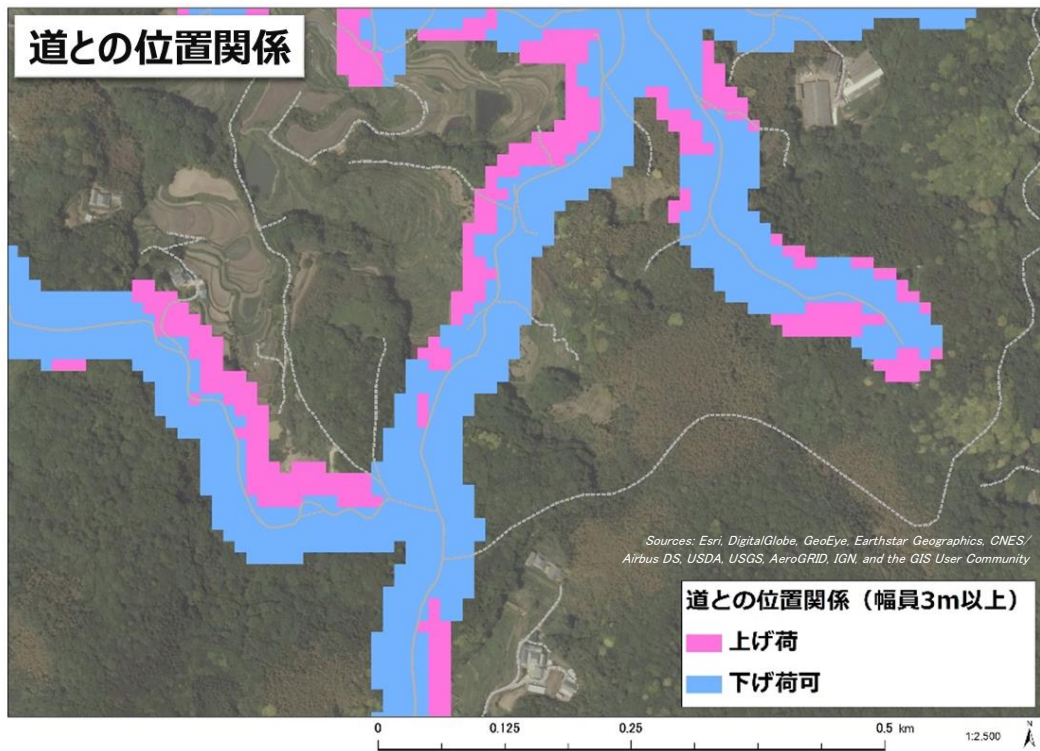 道との位置関係
Sources: Esri, DigitalGlobe, GeoEye, Earthstar Geographics, CNES/
Airbus DS, USDA, USGS, AeroGRID, IGN, and the GIS User Community
道との位置関係（幅員3m以上）
上げ荷
下げ荷可
0 0.125 0.25 0.5 km
1:2.500
N